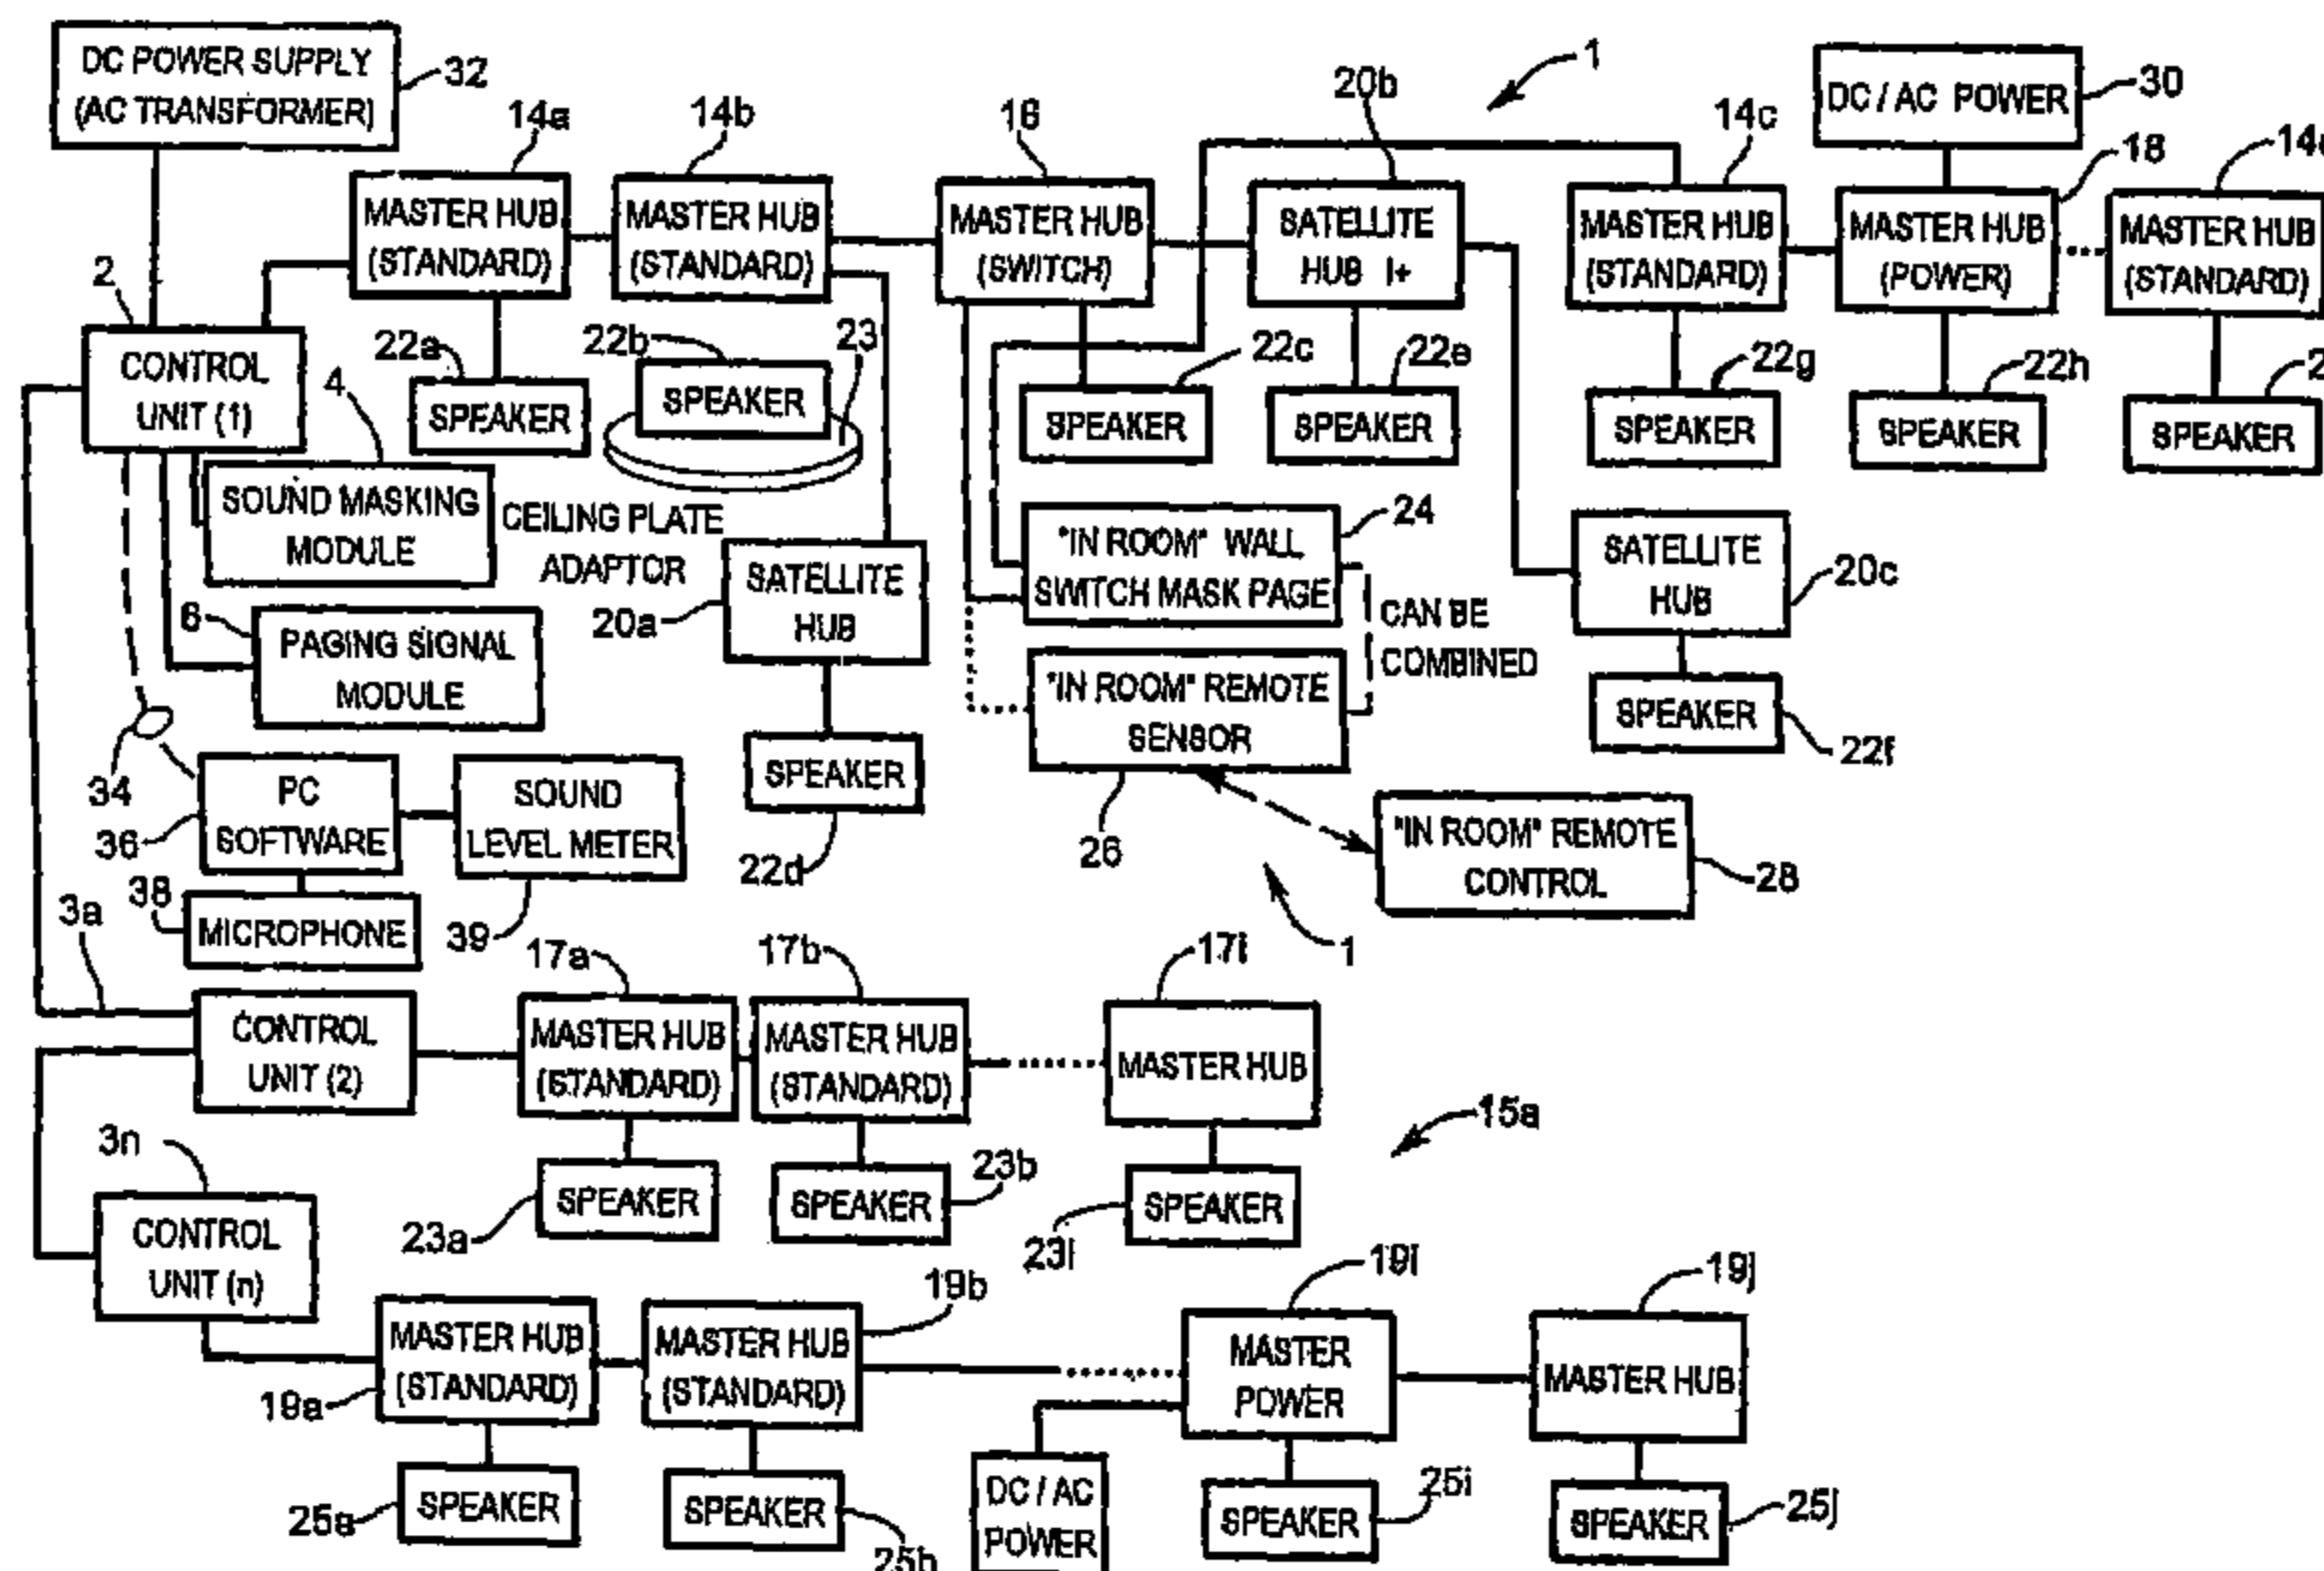 DC POWER SUPPLY
(AC TRANSFORMER)
32
14a
14b
16
20b
1
14c
DC / AC POWER
30
18
MASTER HUB
(STANDARD)
MASTER HUB
(STANDARD)
MASTER HUB
(SWITCH)
SATELLITE
HUB I+
MASTER HUB
(STANDARD)
MASTER HUB
(POWER)
MASTER HUB
(STANDARD)
2
CONTROL
UNIT (1)
4
22a
SPEAKER
22b
SPEAKER
23
22c
SPEAKER
22e
SPEAKER
22g
SPEAKER
22h
SPEAKER
SPEAKER
SOUND MASKING
MODULE
CEILING PLATE
ADAPTOR
SATELLITE
HUB
20a
"IN ROOM" WALL
SWITCH MASK PAGE
24
CAN BE
COMBINED
SATELLITE
HUB
20c
6
PAGING SIGNAL
MODULE
"IN ROOM" REMOTE
SENSOR
26
SPEAKER
22f
34
PC
SOFTWARE
36
SOUND
LEVEL METER
39
SPEAKER
22d
"IN ROOM" REMOTE
CONTROL
28
1
38
MICROPHONE
3a
17a
17b
17i
CONTROL
UNIT (2)
MASTER HUB
(STANDARD)
MASTER HUB
(STANDARD)
MASTER HUB
15a
3n
SPEAKER
23a
SPEAKER
23b
SPEAKER
23i
CONTROL
UNIT (n)
19b
19i
19j
MASTER HUB
(STANDARD)
19a
MASTER HUB
(STANDARD)
MASTER
POWER
MASTER HUB
SPEAKER
25a
SPEAKER
25b
DC / AC
POWER
SPEAKER
25i
SPEAKER
25j